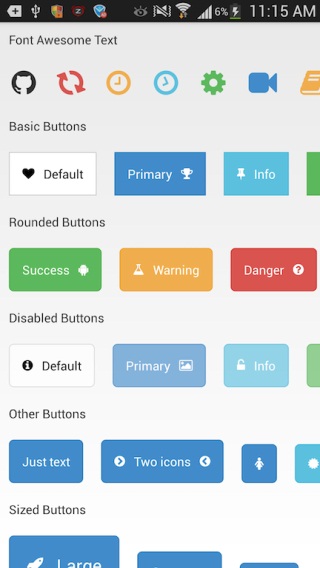 6% 11:15 AM
Font Awesome Text
Basic Buttons
Default Primary Info
Rounded Buttons
Success Warning Danger
Disabled Buttons
Default Primary Info
Other Buttons
Just text Two icons
Sized Buttons
Large